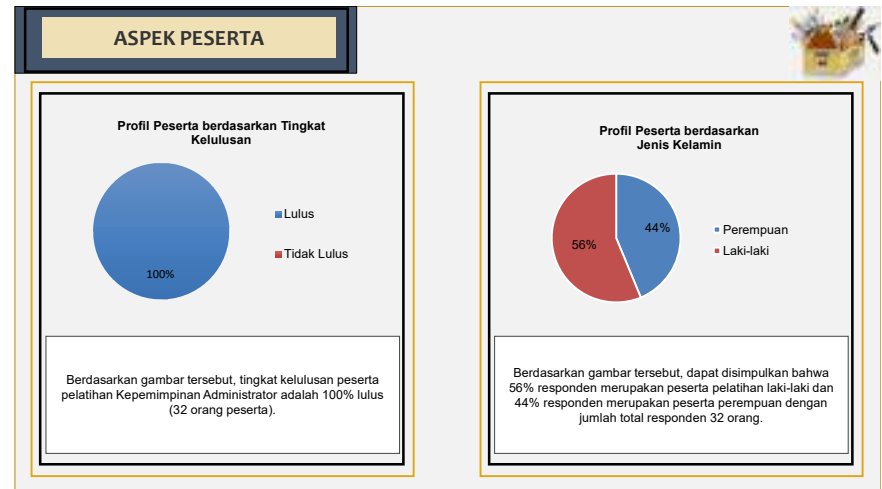 ASPEK PESERTA
Profil Peserta berdasarkan Tingkat
Kelulusan
100%
Lulus
Tidak Lulus
Berdasarkan gambar tersebut, tingkat kelulusan peserta
pelatihan Kepemimpinan Administrator adalah 100% lulus
(32 orang peserta).
Profil Peserta berdasarkan
Jenis Kelamin
44%
56%
Perempuan
Laki-laki
Berdasarkan gambar tersebut, dapat disimpulkan bahwa
56% responden merupakan peserta pelatihan laki-laki dan
44% responden merupakan peserta perempuan dengan
jumlah total responden 32 orang.